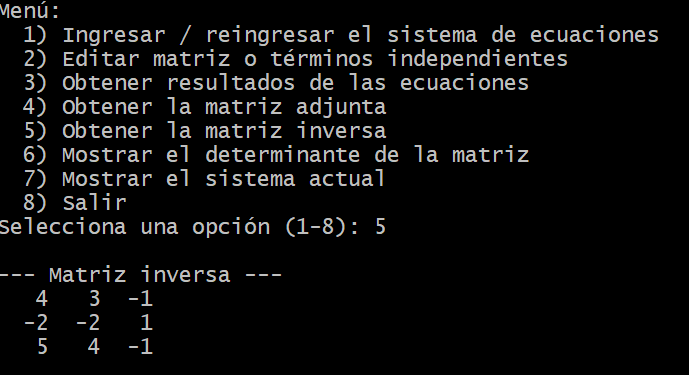 Menú:
  1) Ingresar / reingresar el sistema de ecuaciones
  2) Editar matriz o términos independientes
  3) Obtener resultados de las ecuaciones
  4) Obtener la matriz adjunta
  5) Obtener la matriz inversa
  6) Mostrar el determinante de la matriz
  7) Mostrar el sistema actual
  8) Salir
Selecciona una opción (1-8): 5
--- Matriz inversa ---
   4   3  -1
  -2  -2   1
   5   4  -1